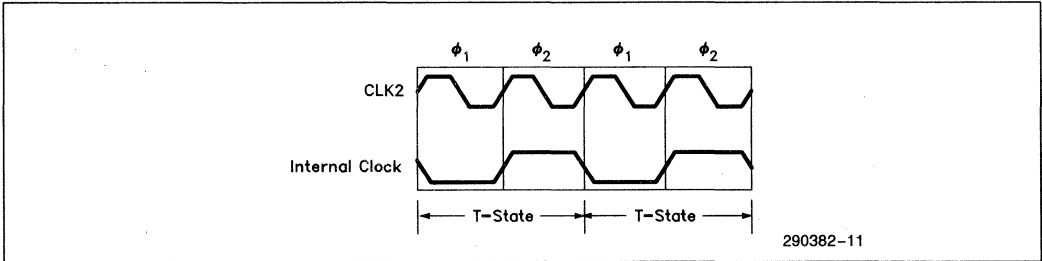 ϕ1 ϕ2 ϕ1 ϕ2
CLK2
Internal Clock
T-State T-State
290382-11